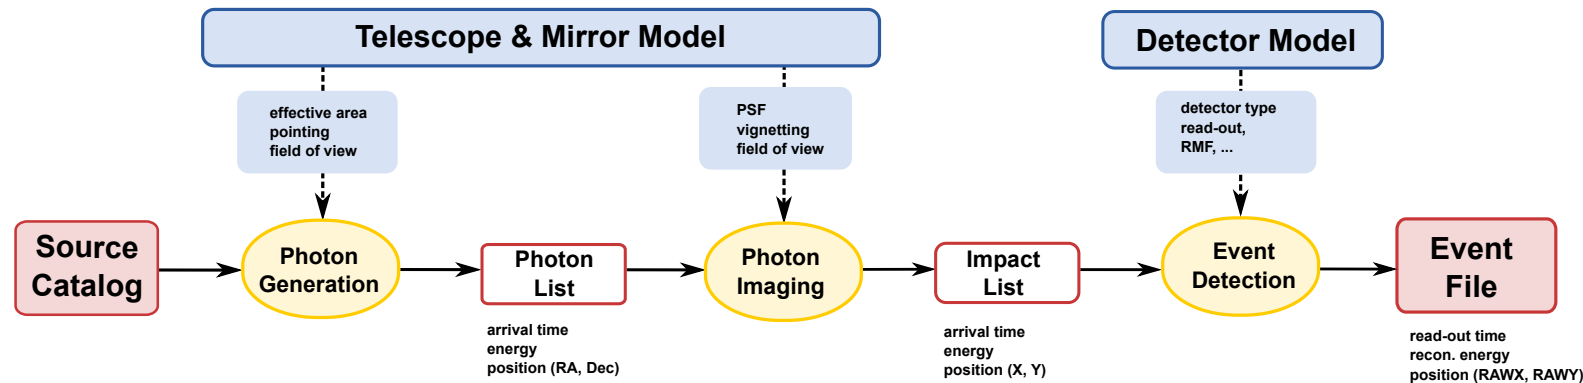 Telescope & Mirror Model
Detector Model
effective area
pointing
field of view
PSF
vignetting
field of view
detector type
read-out,
RMF, ...
Source
Catalog
Photon
Generation
Photon
List
Photon
Imaging
Impact
List
Event
Detection
Event
File
arrival time
energy
position (RA, Dec)
arrival time
energy
position (X, Y)
read-out time
recon. energy
position (RAWX, RAWY)